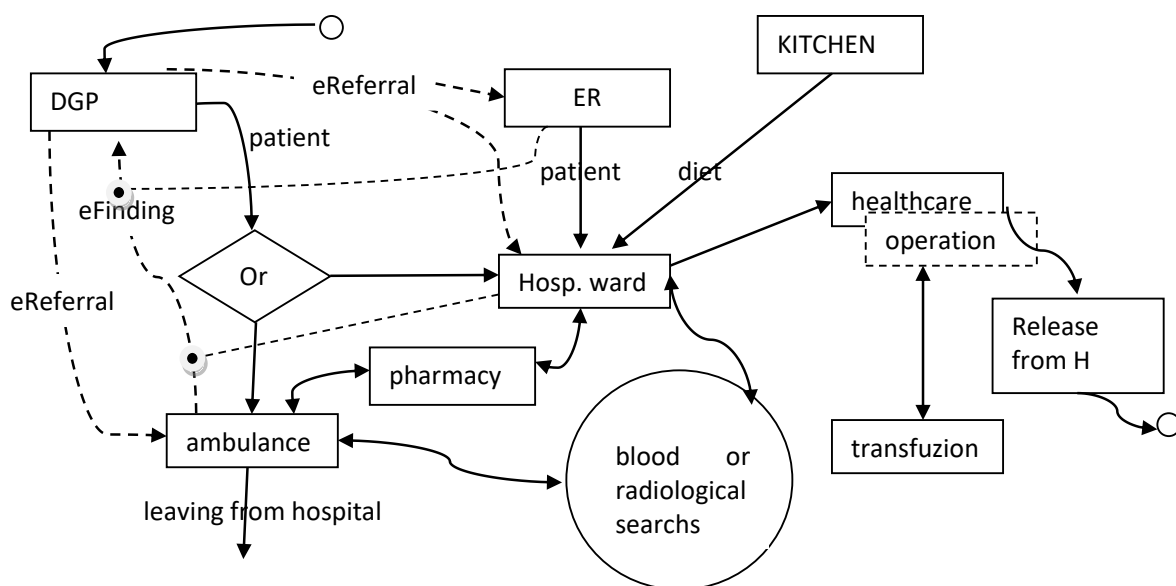 KITCHEN
DGP
eReferral
ER
patient
patient
diet
healthcare
eFinding
operation
Or
Hosp. ward
eReferral
Release
from H
pharmacy
ambulance
blood or
radiological
searchs
transfuzion
leaving from hospital